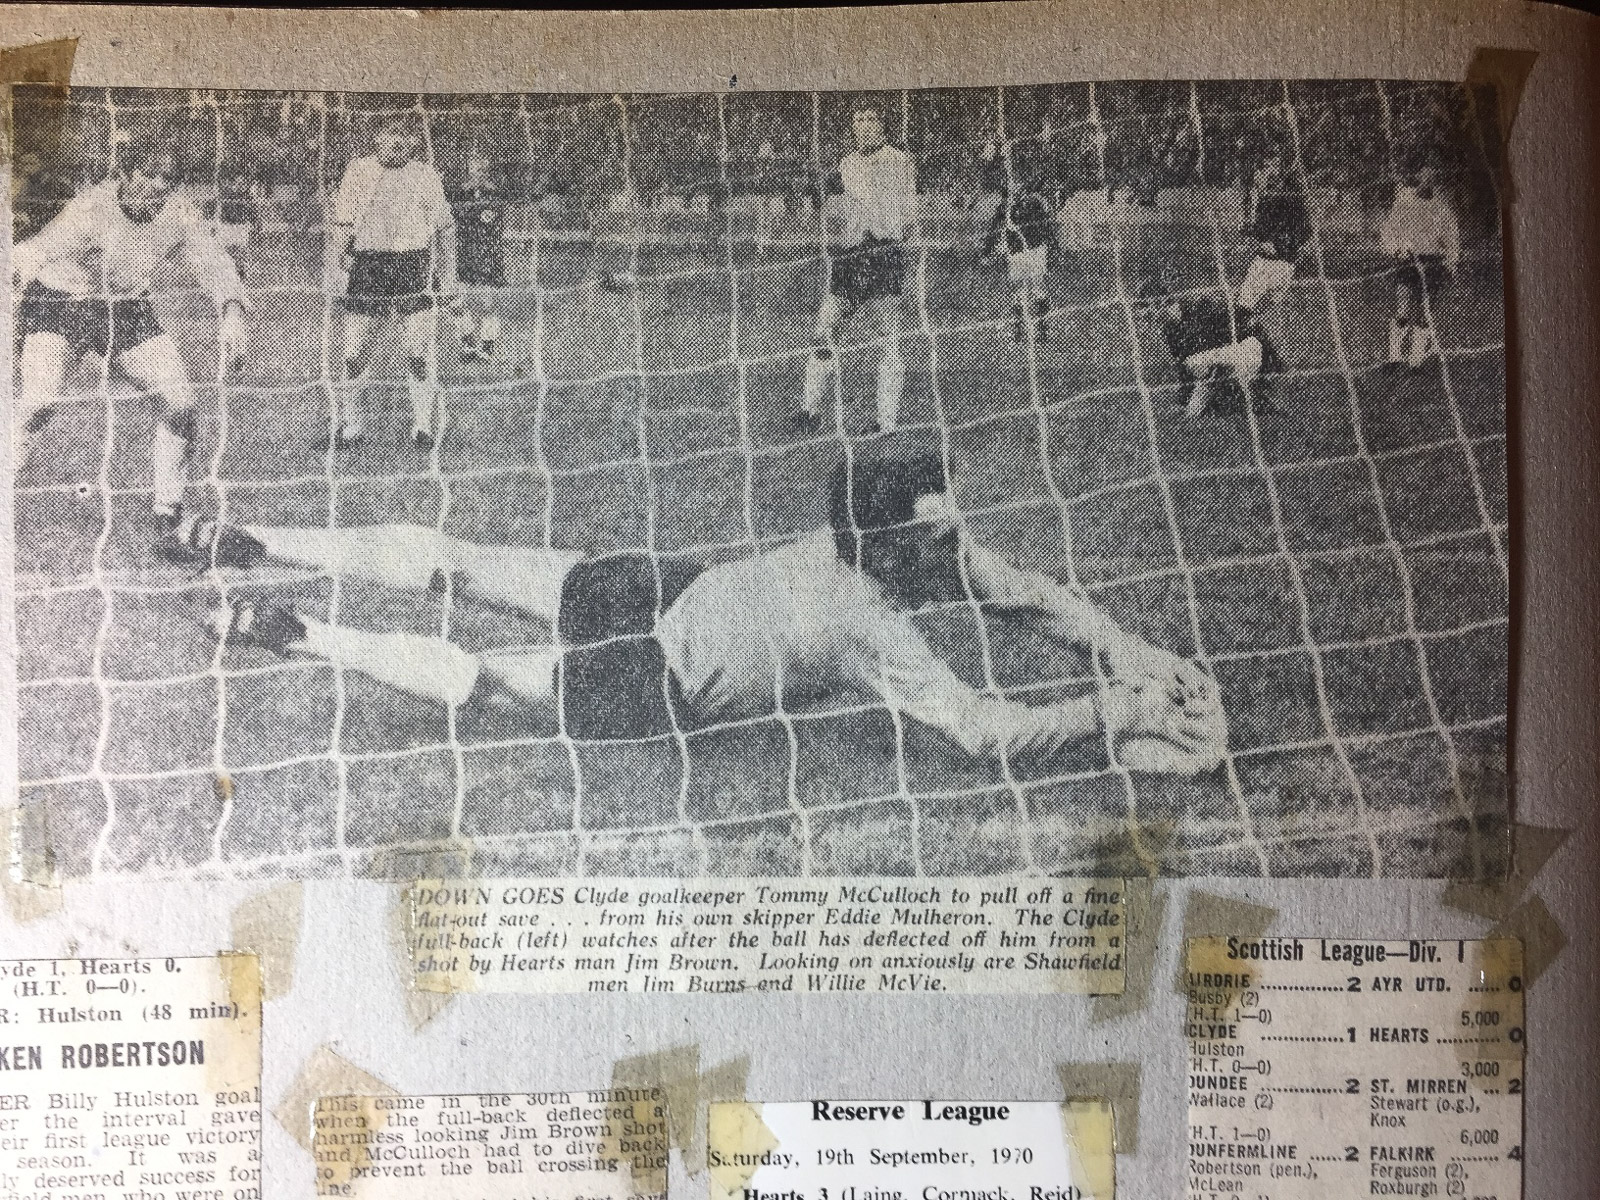 DOWN GOES Clyde goalkeeper Tommy McCulloch to pull off a fine
flat-out save . . . from his own skipper Eddie Mulheron. The Clyde
full-back (left) watches after the ball has deflected off him from a
shot by Hearts man Jim Brown. Looking on anxiously are Shawfield
men Jim Burns and Willie McVie.
yde 1, Hearts 0.
(H.T. 0—0).
R: Hulston (48 min).
KEN ROBERTSON
ER Billy Hulston goal
er the interval gave
eir first league victory
season. It was a
ly deserved success for
field men, who were on
This came in the 30th minute
when the full-back deflected a
harmless looking Jim Brown shot
and McCulloch had to dive back
to prevent the ball crossing the
line.
Reserve League
Saturday, 19th September, 1970
Hearts 3 (Laing, Cormack, Reid)
Scottish League—Div. I
AIRDRIE ..............2 AYR UTD. ...... 0
Busby (2)
(H.T. 1—0) 5,000
CLYDE ..............1 HEARTS ............ 0
Hulston
(H.T. 0—0) 3,000
DUNDEE ..............2 ST. MIRREN ... 2
Wallace (2) Stewart (o.g.),
Knox
(H.T. 1—0) 6,000
DUNFERMLINE ......2 FALKIRK ......... 4
Robertson (pen.), Ferguson (2),
McLean Roxburgh (2)